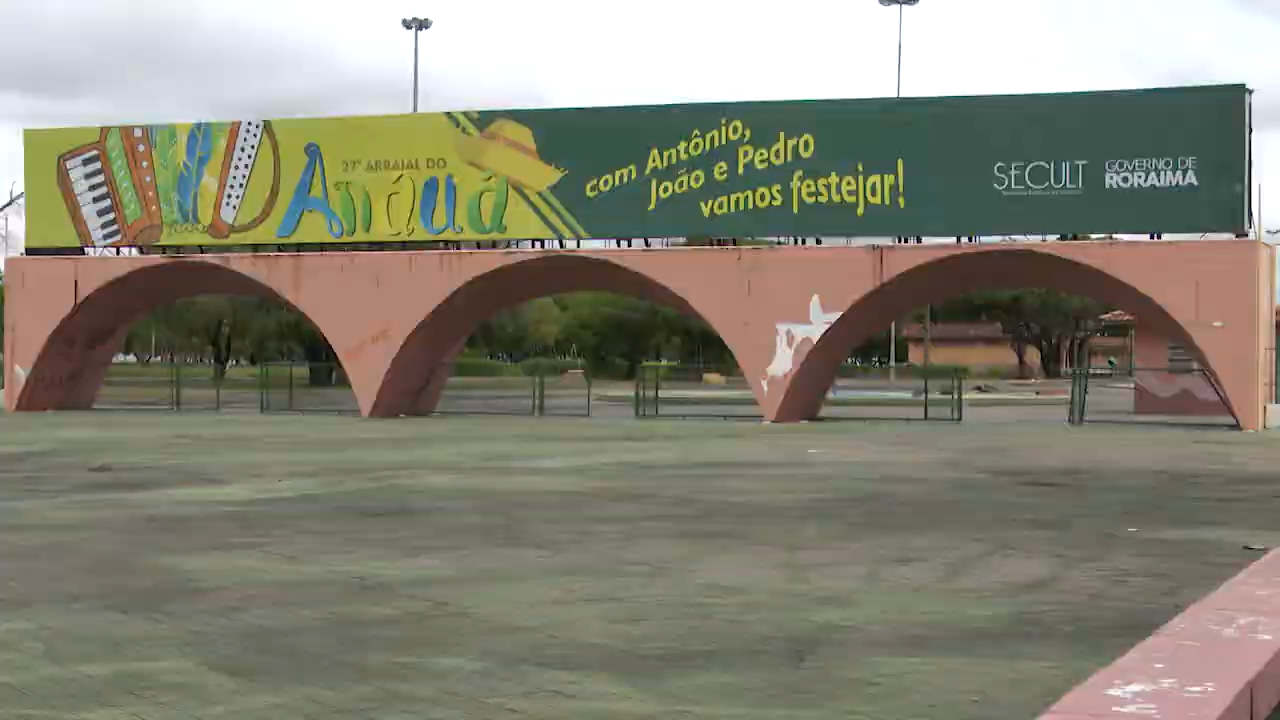 27º ARRAIAL DO
Anauá
com Antônio,
João e Pedro
vamos festejar!
SECULT
GOVERNO DE
RORAIMA